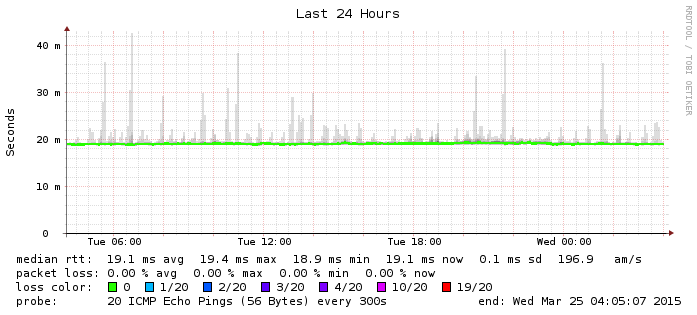 Last 24 Hours
RRDTOOL / TOBI OETIKER
Seconds
40 m
30 m
20 m
10 m
0
Tue 06:00 Tue 12:00 Tue 18:00 Wed 00:00
median rtt: 19.1 ms avg 19.4 ms max 18.9 ms min 19.1 ms now 0.1 ms sd 196.9 am/s
packet loss: 0.00 % avg 0.00 % max 0.00 % min 0.00 % now
loss color: 0 1/20 2/20 3/20 4/20 10/20 19/20
probe: 20 ICMP Echo Pings (56 Bytes) every 300s end: Wed Mar 25 04:05:07 2015